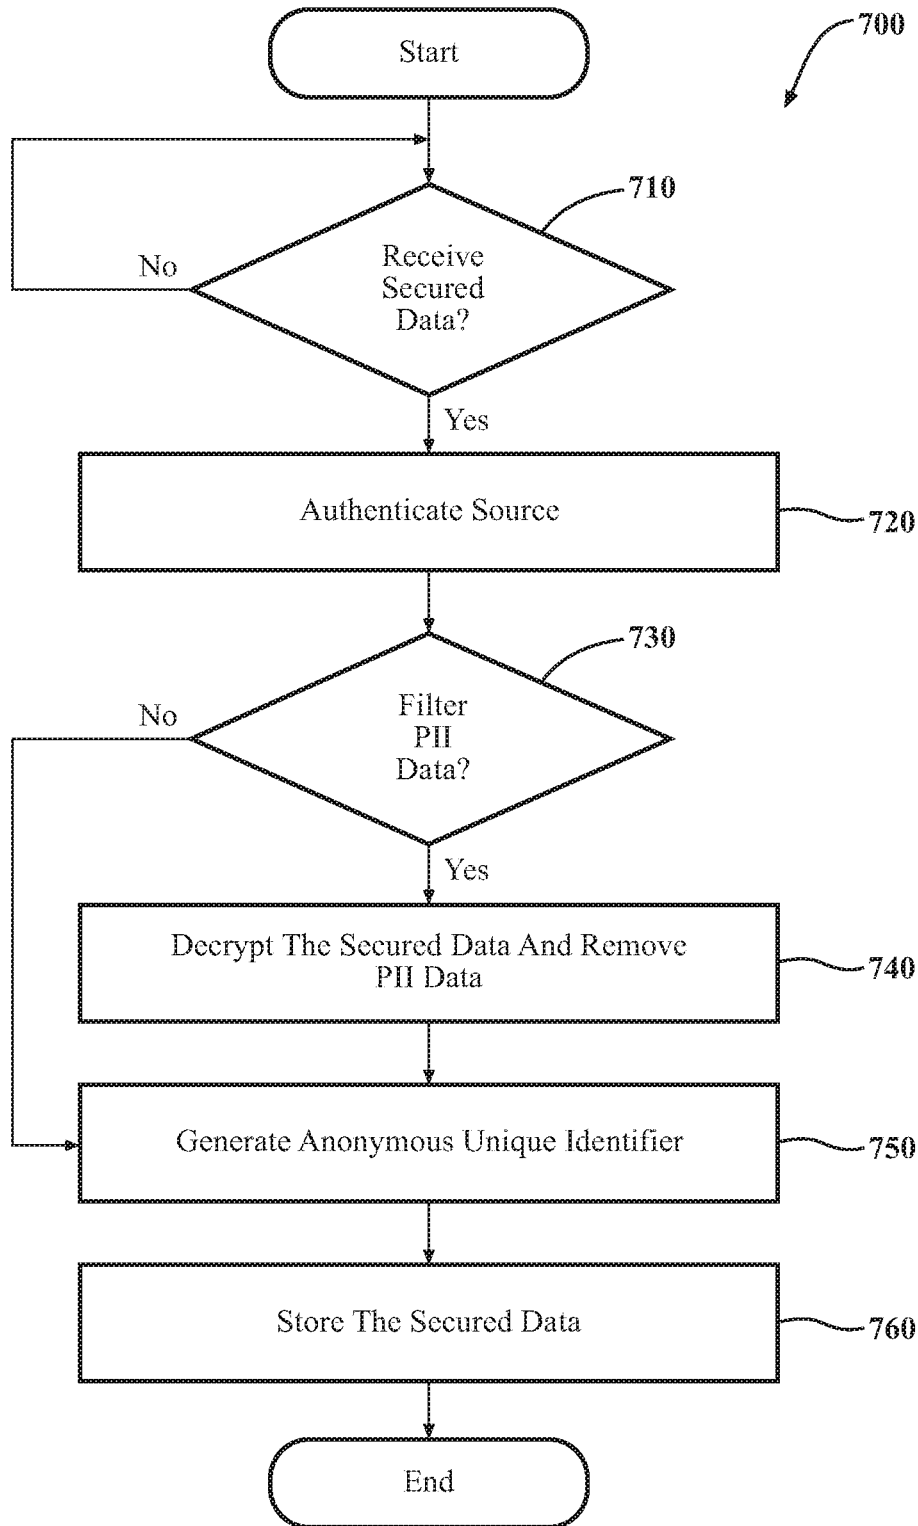 Start
700
710
Receive
Secured
Data?
No
Yes
Authenticate Source
720
730
Filter
PII
Data?
No
Yes
Decrypt The Secured Data And Remove
PII Data
740
Generate Anonymous Unique Identifier
750
Store The Secured Data
760
End